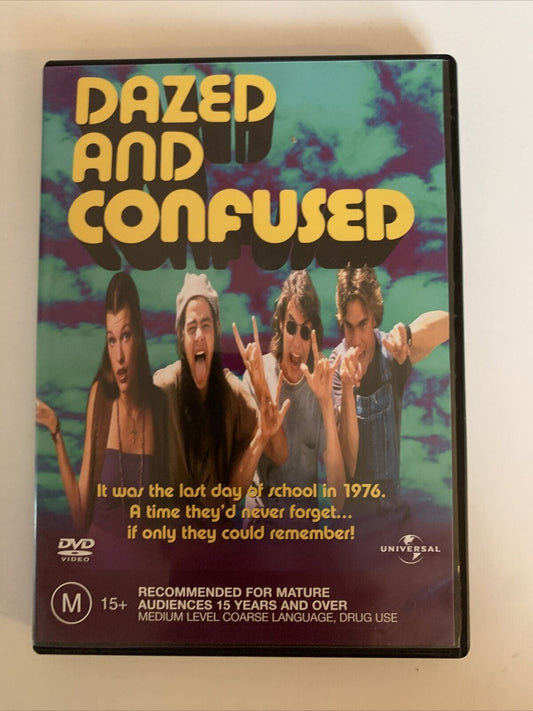 DAZED
AND
CONFUSED
It was the last day of school in 1976.
A time they'd never forget...
if only they could remember!
DVD
VIDEO
UNIVERSAL
M 15+
RECOMMENDED FOR MATURE
AUDIENCES 15 YEARS AND OVER
MEDIUM LEVEL COARSE LANGUAGE, DRUG USE